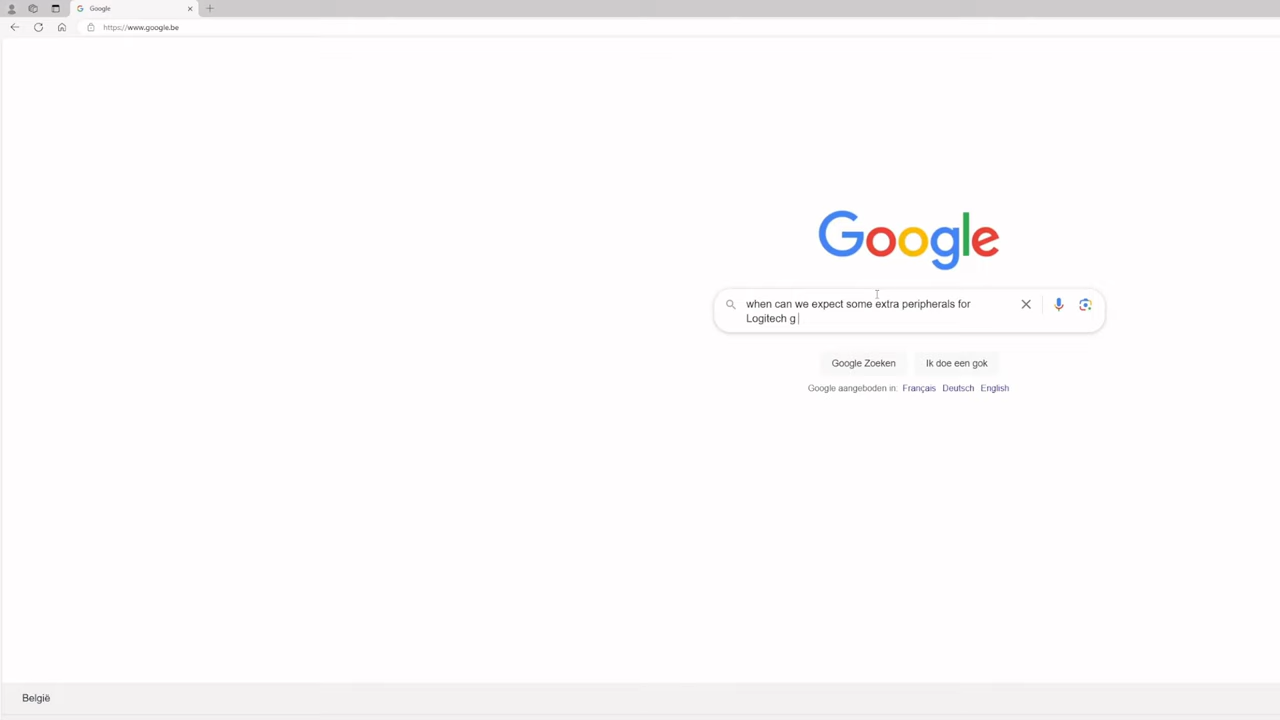 Google
https://www.google.be
Google
when can we expect some extra peripherals for
Logitech g
Google Zoeken
Ik doe een gok
Google aangeboden in: Français Deutsch English
België